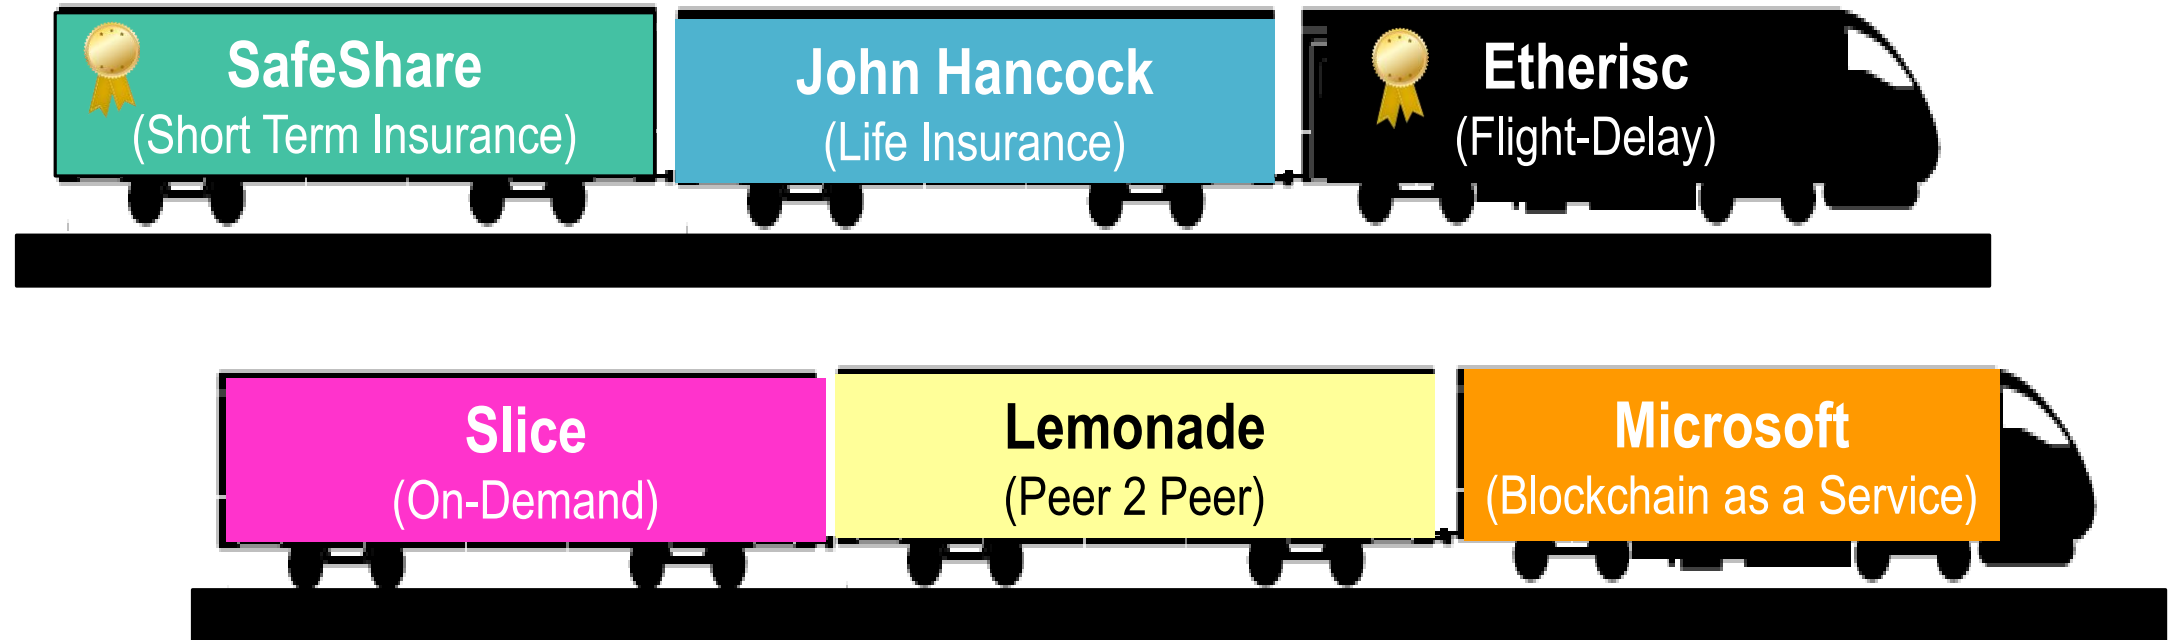 SafeShare
(Short Term Insurance)
John Hancock
(Life Insurance)
Etherisc
(Flight-Delay)
Slice
(On-Demand)
Lemonade
(Peer 2 Peer)
Microsoft
(Blockchain as a Service)